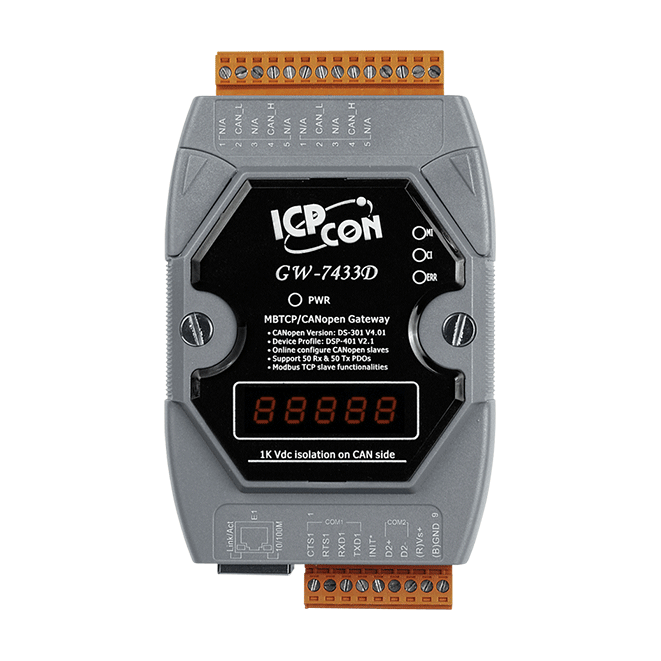 1 N/A
2 CAN_L
3 N/A
4 CAN_H
5 N/A
1 N/A
2 CAN_L
3 N/A
4 CAN_H
5 N/A
ICP CON
GW-7433D
M1
C1
ERR
PWR
MBTCP/CANopen Gateway
• CANopen Version: DS-301 V4.01
• Device Profile: DSP-401 V2.1
• Online configure CANopen slaves
• Support 50 Rx & 50 Tx PDOs
• Modbus TCP slave functionalities
88888
1K Vdc isolation on CAN side
Link/Act
E1
10/100M
1
COM1
COM2
9
CTS1
RTS1
RXD1
TXD1
INIT*
D2+
D2-
(R)Vs+
(B)GND